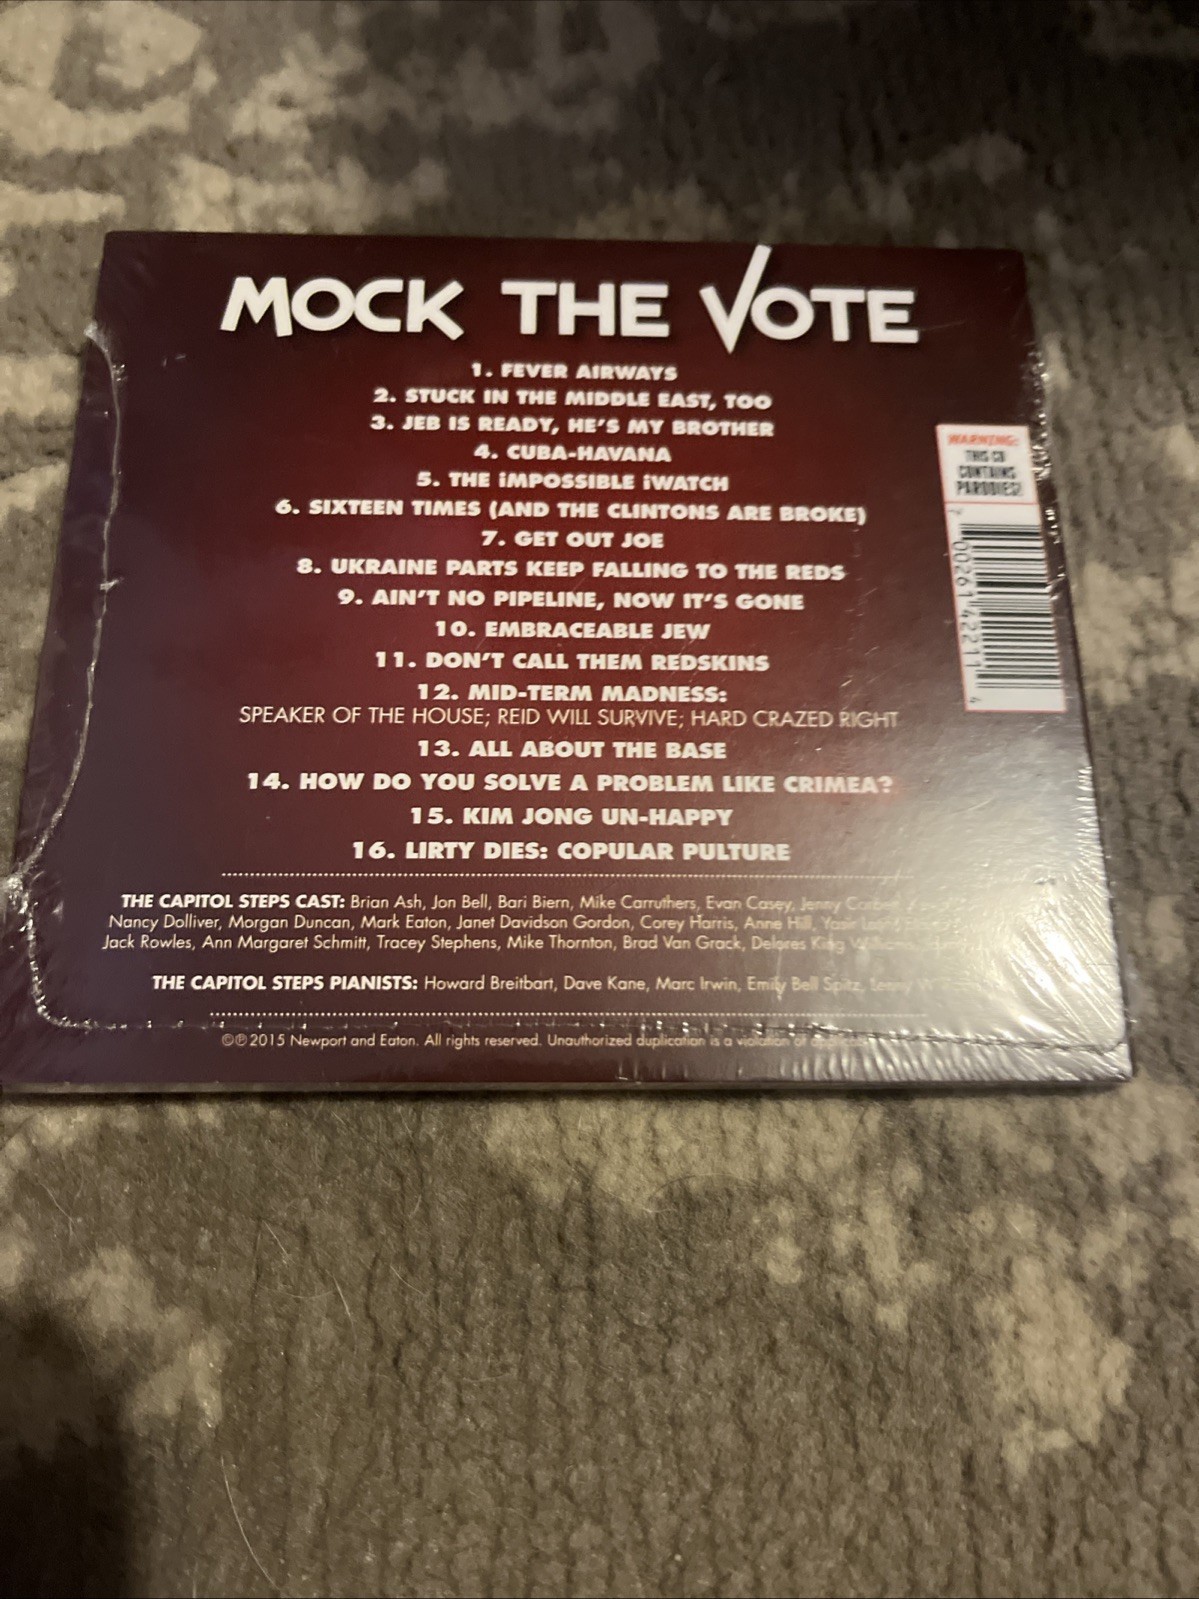 MOCK THE VOTE
1. FEVER AIRWAYS
2. STUCK IN THE MIDDLE EAST, TOO
3. JEB IS READY, HE'S MY BROTHER
4. CUBA-HAVANA
5. THE iMPOSSIBLE iWATCH
6. SIXTEEN TIMES (AND THE CLINTONS ARE BROKE)
7. GET OUT JOE
8. UKRAINE PARTS KEEP FALLING TO THE REDS
9. AIN'T NO PIPELINE, NOW IT'S GONE
10. EMBRACEABLE JEW
11. DON'T CALL THEM REDSKINS
12. MID-TERM MADNESS:
SPEAKER OF THE HOUSE; REID WILL SURVIVE; HARD CRAZED RIGHT
13. ALL ABOUT THE BASE
14. HOW DO YOU SOLVE A PROBLEM LIKE CRIMEA?
15. KIM JONG UN-HAPPY
16. LIRTY DIES: COPULAR PULTURE
WARNING:
THIS CD
CONTAINS
PARODIES!
7 00261 42211 4
THE CAPITOL STEPS CAST: Brian Ash, Jon Bell, Bari Biern, Mike Carruthers, Evan Casey, Jenny
Nancy Dolliver, Morgan Duncan, Mark Eaton, Janet Davidson Gordon, Corey Harris, Anne Hill,
Jack Rowles, Ann Margaret Schmitt, Tracey Stephens, Mike Thornton, Brad Van Grack, Delores King
THE CAPITOL STEPS PIANISTS: Howard Breitbart, Dave Kane, Marc Irwin, Emily Bell Spitz, Lenny
©℗2015 Newport and Eaton. All rights reserved. Unauthorized duplication is a violation of